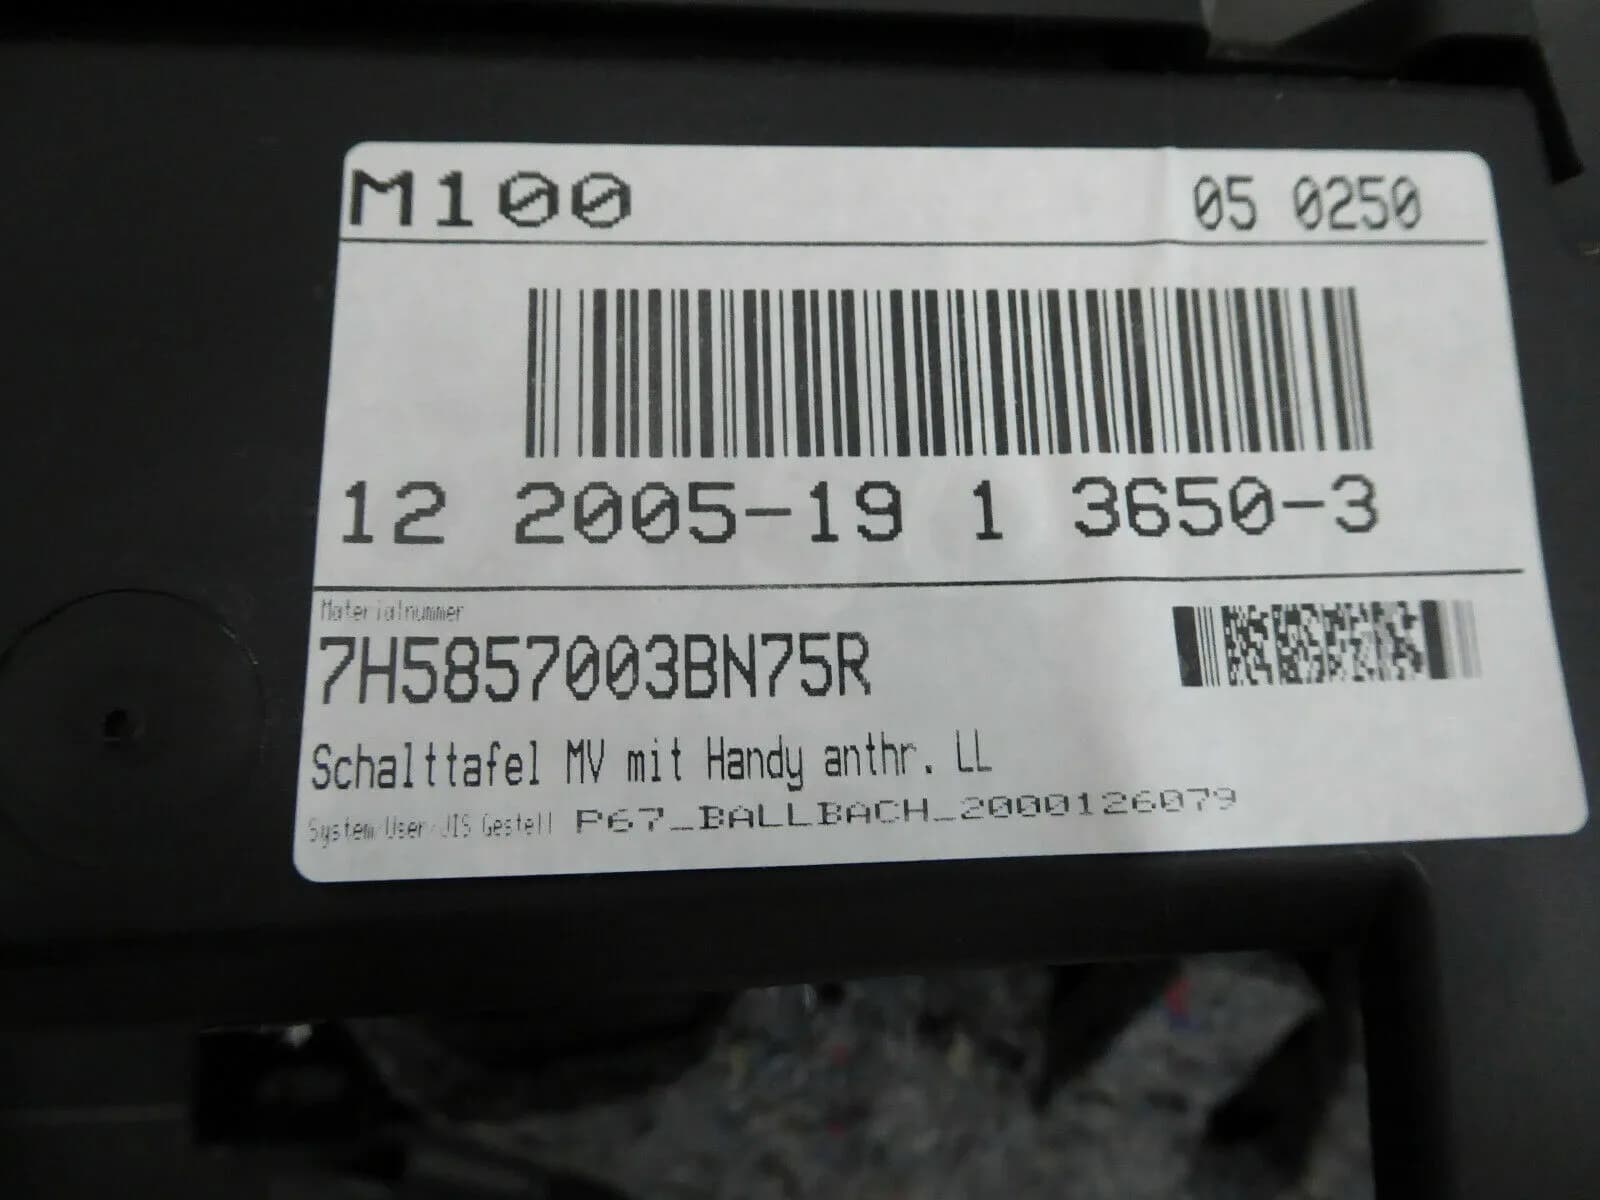 M100 05 0250
12 2005-19 1 3650-3
Materialnummer
7H5857003BN75R
Schalttafel MV mit Handy anthr. LL
System/User/JIS Gestell P67_BALLBACH_2000126079